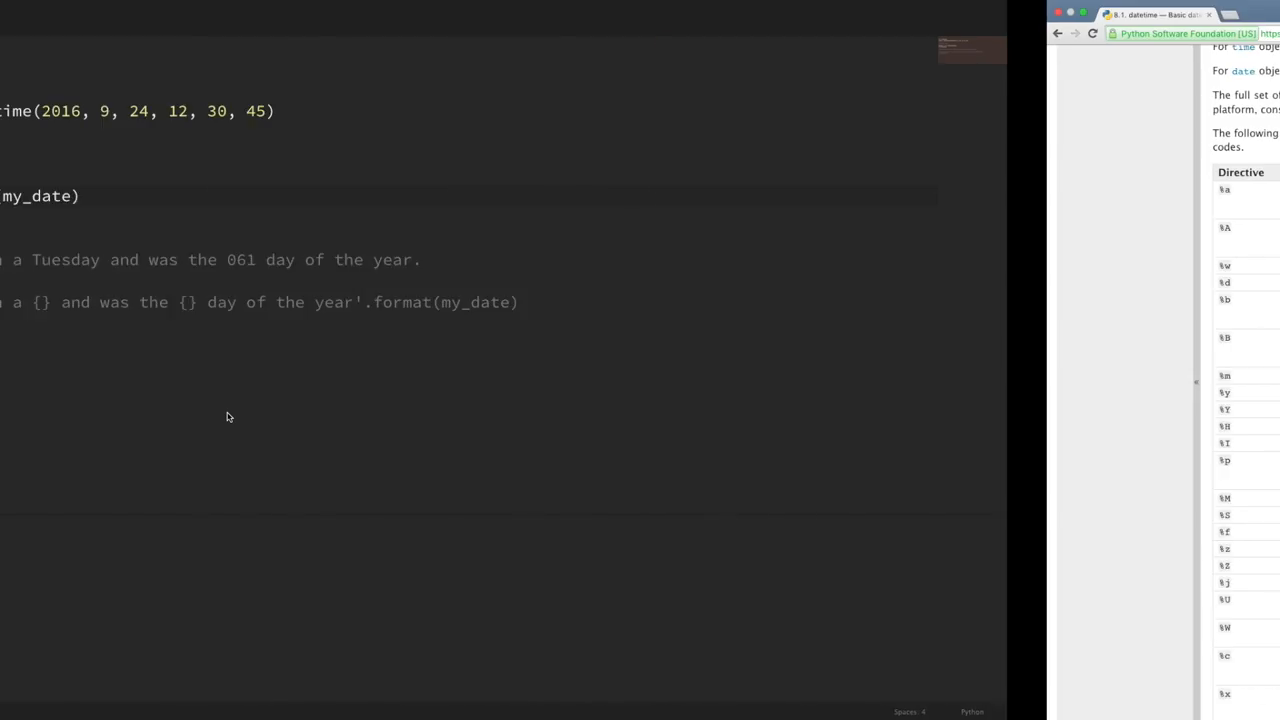 time(2016, 9, 24, 12, 30, 45)
(my_date)
a Tuesday and was the 061 day of the year.
a {} and was the {} day of the year'.format(my_date)
Spaces: 4 Python
8.1. datetime — Basic dat
Python Software Foundation [US] https
For time obje
For date obje
The full set of
platform, cons
The following
codes.
Directive
%a
%A
%w
%d
%b
%B
%m
%y
%Y
%H
%I
%p
%M
%S
%f
%z
%Z
%j
%U
%W
%c
%x